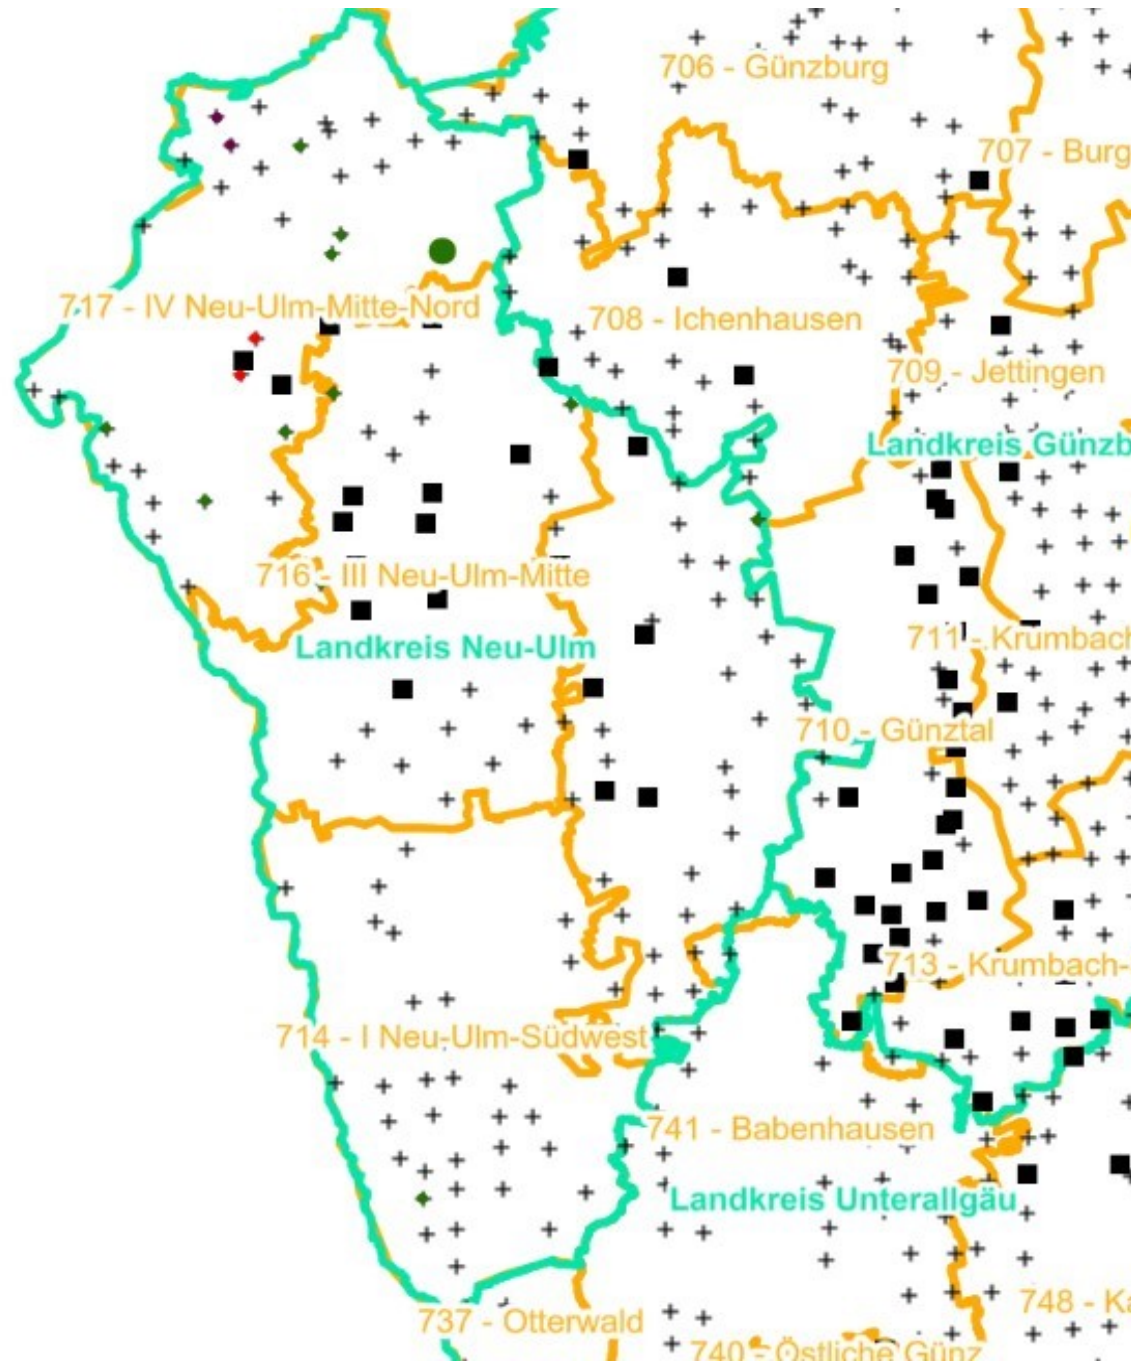 706 - Günzburg
707 - Burg
717 - IV Neu-Ulm-Mitte-Nord
708 - Ichenhausen
709 - Jettingen
Landkreis Günzb
716 - III Neu-Ulm-Mitte
711 - Krumbach
Landkreis Neu-Ulm
710 - Günztal
713 - Krumbach-
714 - I Neu-Ulm-Südwest
741 - Babenhausen
Landkreis Unterallgäu
748 - Ka
737 - Otterwald
740 - Östliche Günz